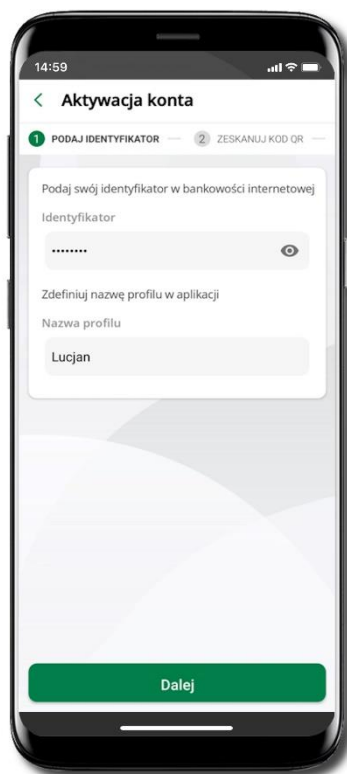 14:59
Aktywacja konta
1 PODAJ IDENTYFIKATOR 2 ZESKANUJ KOD QR
Podaj swój identyfikator w bankowości internetowej
Identyfikator
••••••••
Zdefiniuj nazwę profilu w aplikacji
Nazwa profilu
Lucjan
Dalej